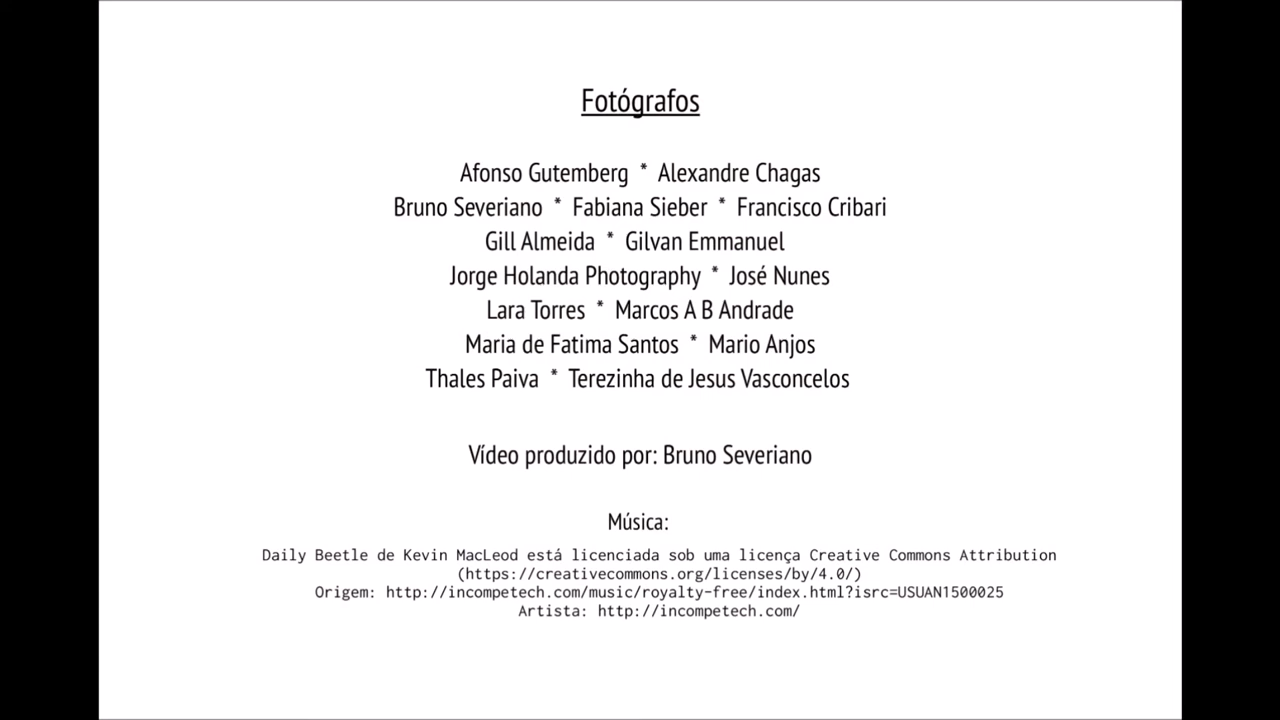 Fotógrafos
Afonso Gutemberg * Alexandre Chagas
Bruno Severiano * Fabiana Sieber * Francisco Cribari
Gill Almeida * Gilvan Emmanuel
Jorge Holanda Photography * José Nunes
Lara Torres * Marcos A B Andrade
Maria de Fatima Santos * Mario Anjos
Thales Paiva * Terezinha de Jesus Vasconcelos
Vídeo produzido por: Bruno Severiano
Música:
Daily Beetle de Kevin MacLeod está licenciada sob uma licença Creative Commons Attribution
(https://creativecommons.org/licenses/by/4.0/)
Origem: http://incompetech.com/music/royalty-free/index.html?isrc=USUAN1500025
Artista: http://incompetech.com/